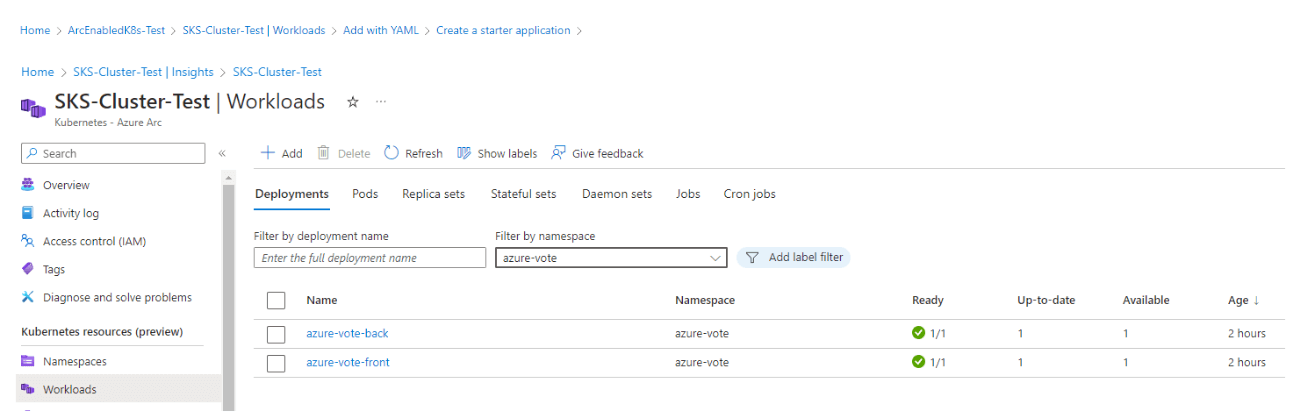 Home > ArcEnabledK8s-Test > SKS-Cluster-Test | Workloads > Add with YAML > Create a starter application >
Home > SKS-Cluster-Test | Insights > SKS-Cluster-Test
SKS-Cluster-Test | Workloads ☆ ···
Kubernetes - Azure Arc
Search «
+ Add Delete Refresh Show labels Give feedback
Overview
Activity log
Access control (IAM)
Tags
Diagnose and solve problems
Kubernetes resources (preview)
Namespaces
Workloads
Deployments Pods Replica sets Stateful sets Daemon sets Jobs Cron jobs
Filter by deployment name Filter by namespace
Enter the full deployment name azure-vote Add label filter
Name Namespace Ready Up-to-date Available Age ↓
azure-vote-back azure-vote 1/1 1 1 2 hours
azure-vote-front azure-vote 1/1 1 1 2 hours